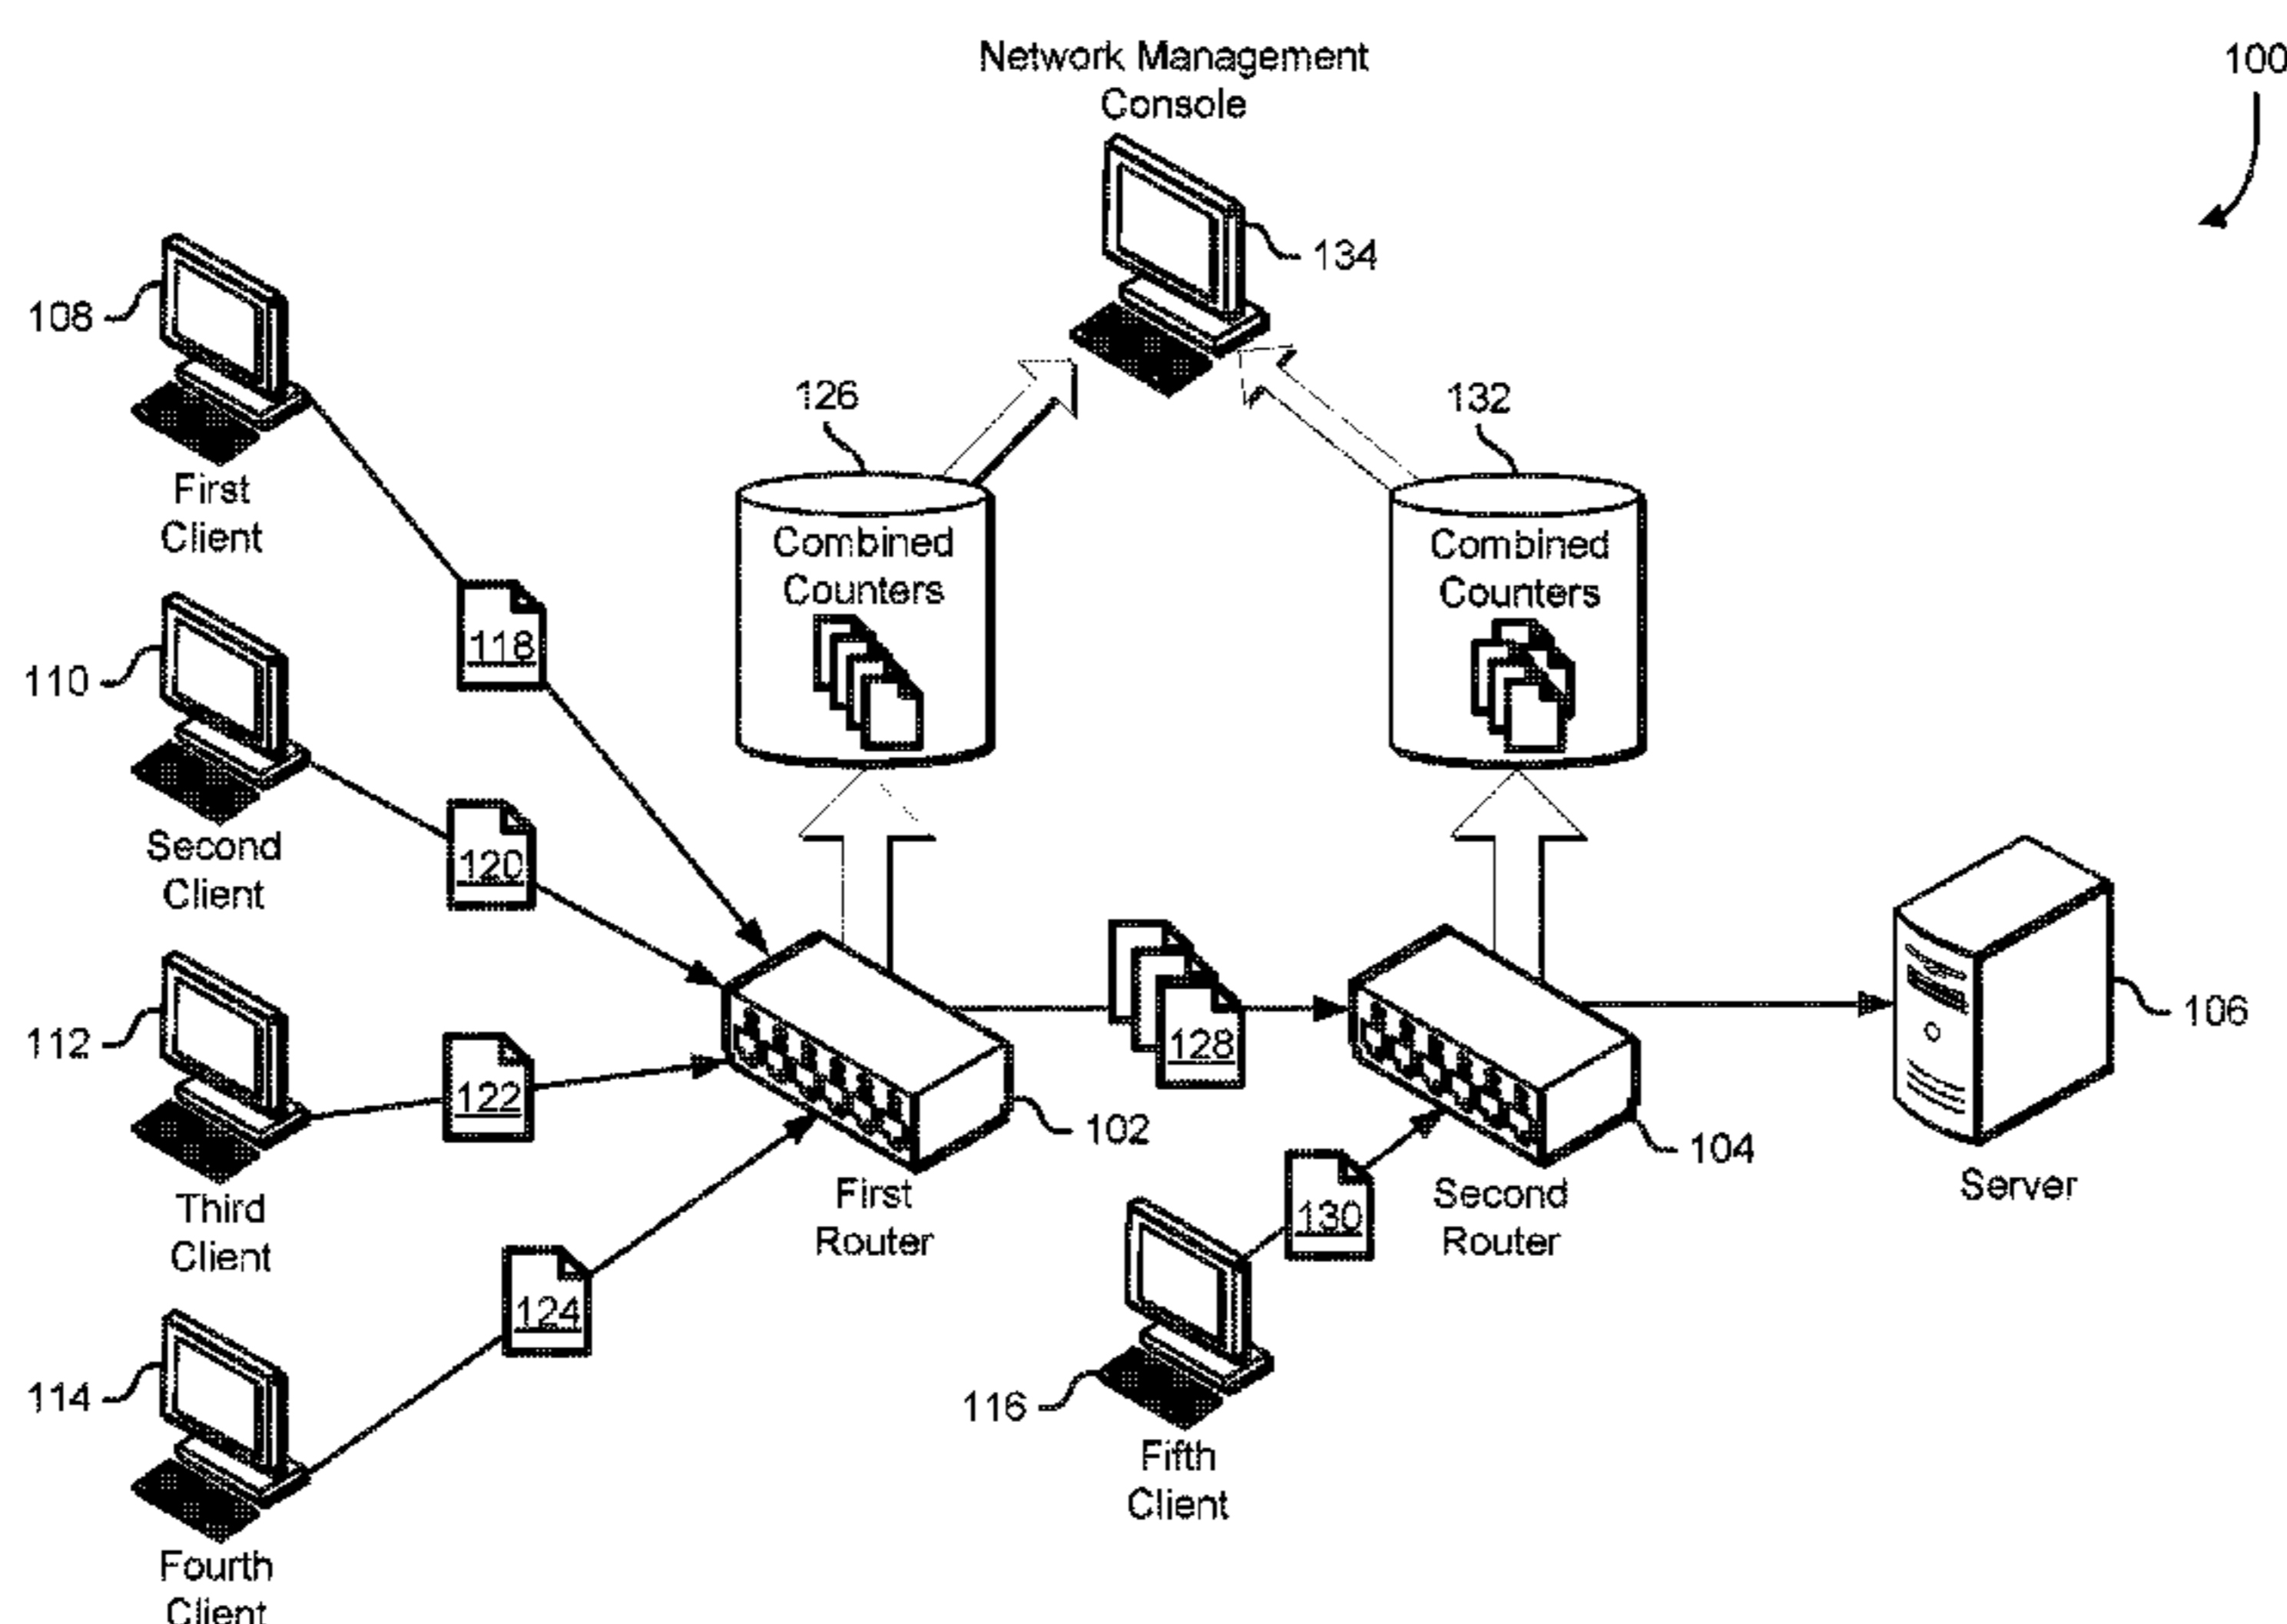 Network Management
Console
100
134
108
126
132
First
Client
Combined
Counters
Combined
Counters
118
110
120
Second
Client
112
122
128
106
102
104
First
Router
Second
Router
Server
130
Third
Client
124
114
116
Fifth
Client
Fourth
Client